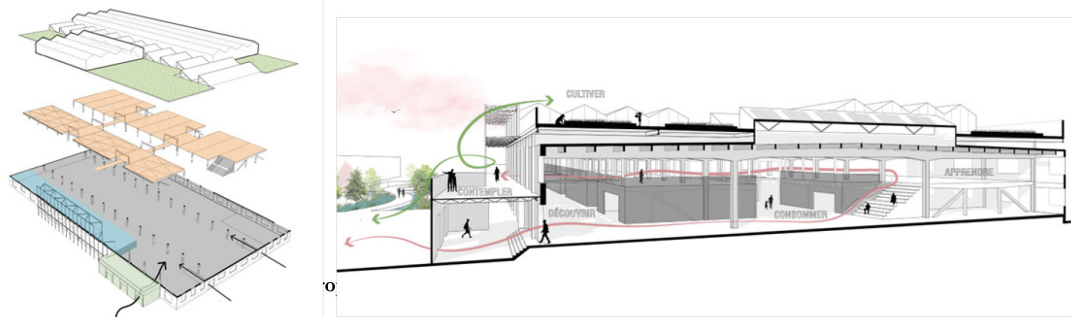 CULTIVER
CONTEMPLER
DÉCOUVRIR
CONSOMMER
APPRENDRE